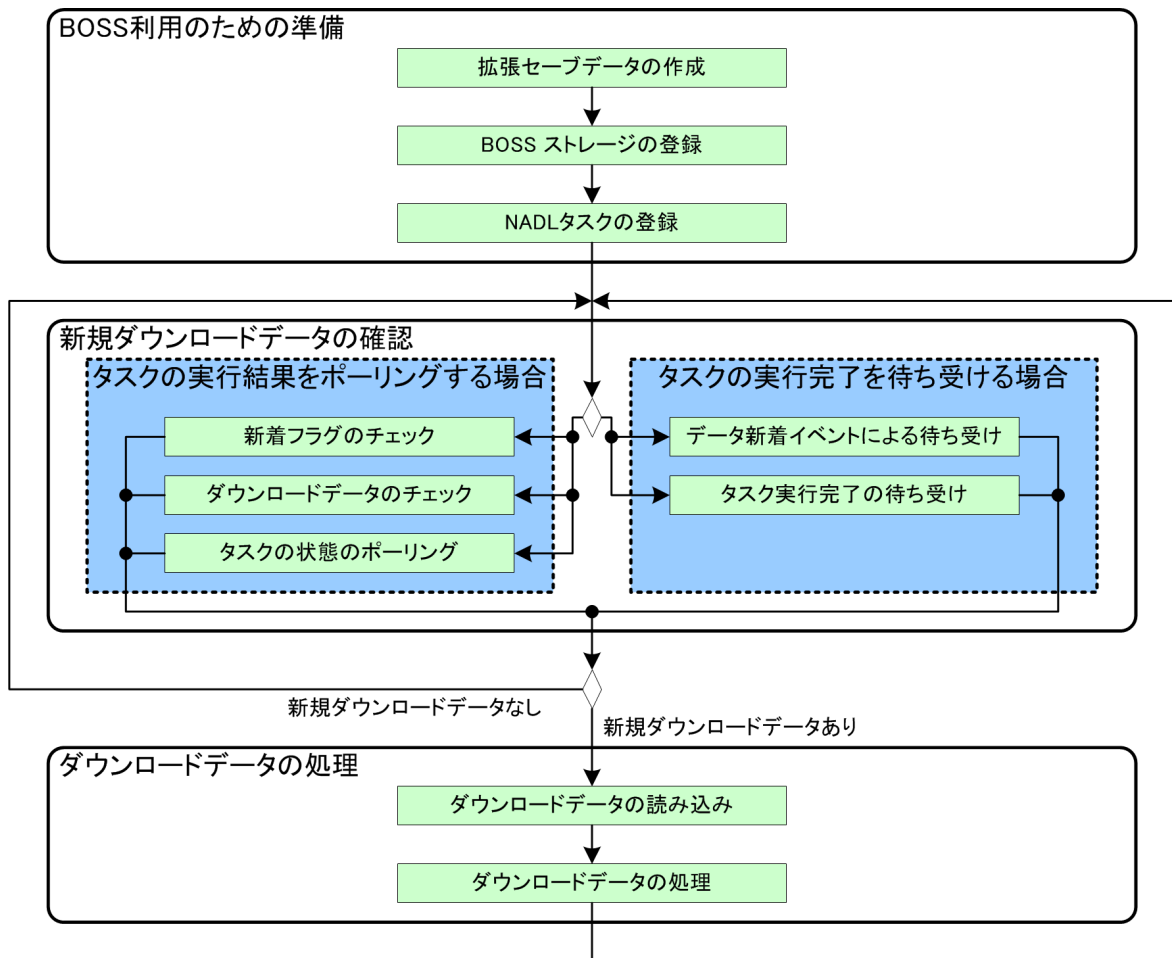 BOSS利用のための準備
拡張セーブデータの作成
BOSS ストレージの登録
NADLタスクの登録
新規ダウンロードデータの確認
タスクの実行結果をポーリングする場合
新着フラグのチェック
ダウンロードデータのチェック
タスクの状態のポーリング
タスクの実行完了を待ち受ける場合
データ新着イベントによる待ち受け
タスク実行完了の待ち受け
新規ダウンロードデータなし
新規ダウンロードデータあり
ダウンロードデータの処理
ダウンロードデータの読み込み
ダウンロードデータの処理